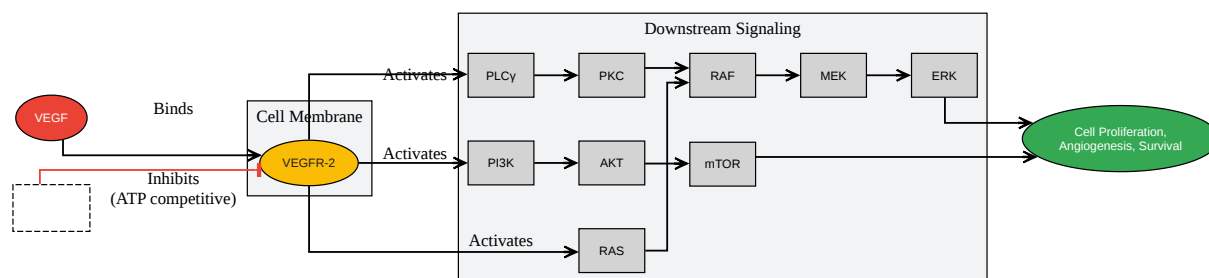 Downstream Signaling
Activates
PLCγ
PKC
RAF
MEK
ERK
VEGF
Binds
Cell Membrane
Cell Proliferation,
Angiogenesis, Survival
VEGFR-2
Activates
PI3K
AKT
mTOR
Inhibits
(ATP competitive)
Activates
RAS